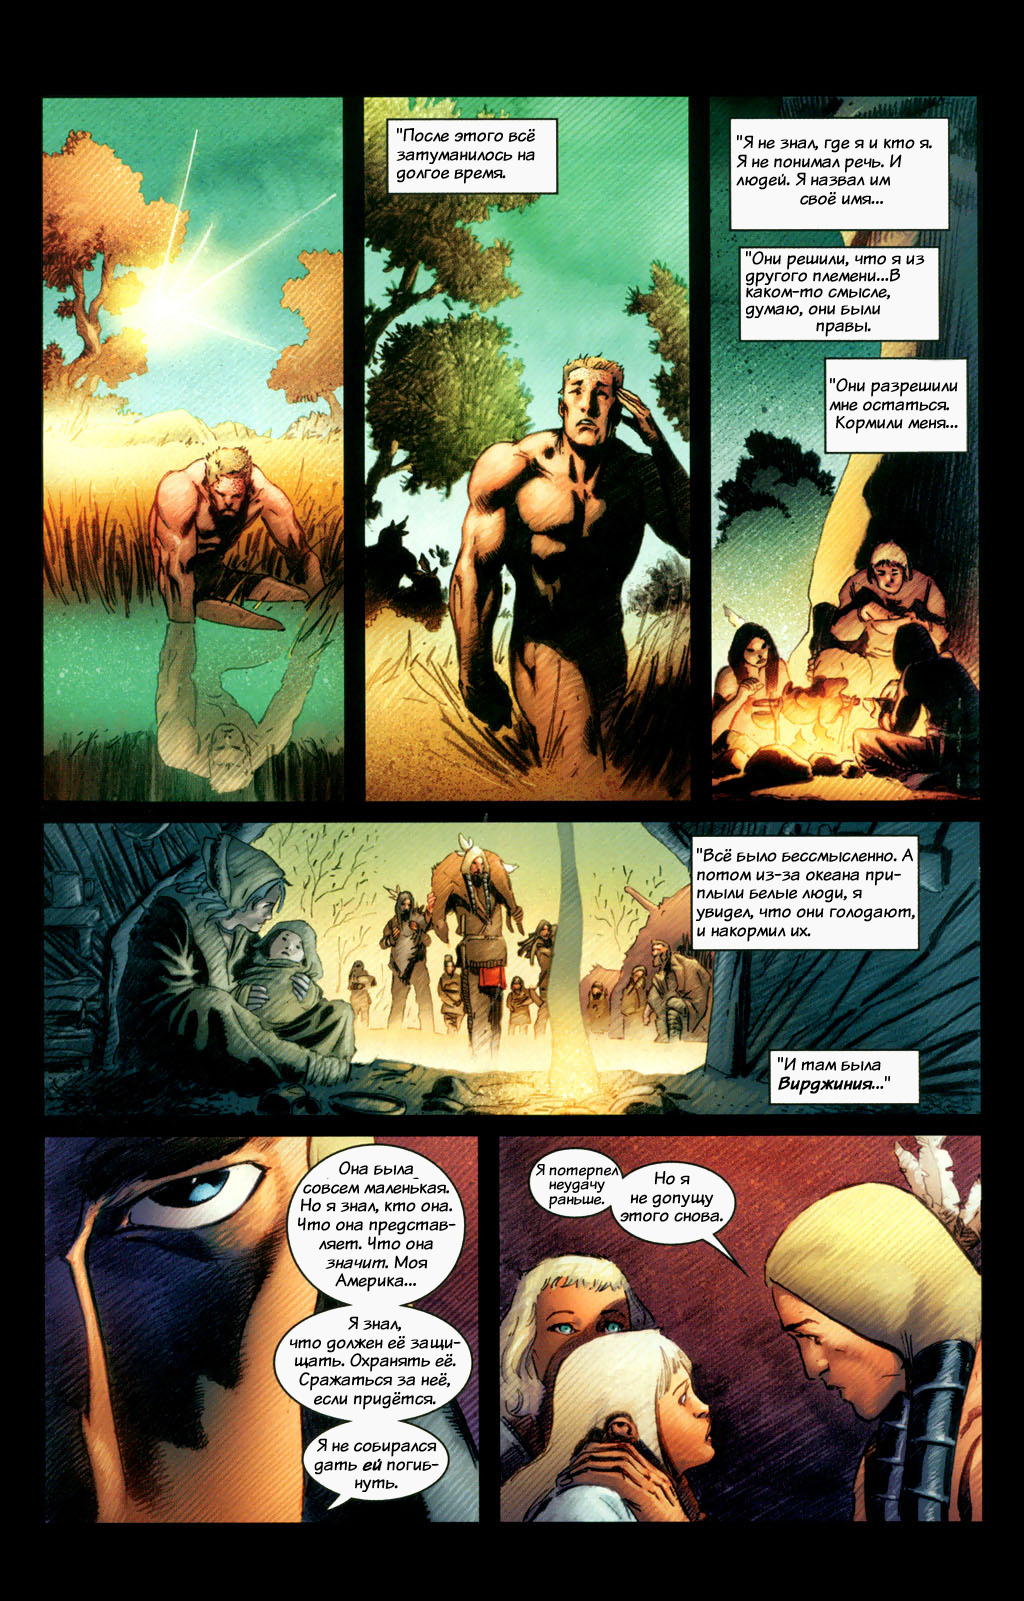 "После этого всё
затуманилось на
долгое время.
"Я не знал, где я и кто я.
Я не понимал речь. И
людей. Я назвал им
своё имя...
"Они решили, что я из
другого племени...В
каком-то смысле,
думаю, они были
правы.
"Они разрешили
мне остаться.
Кормили меня...
"Всё было бессмысленно. А
потом из-за океана при-
плыли белые люди, я
увидел, что они голодают,
и накормил их.
"И там была
Вирджиния..."
Она была
совсем маленькая.
Но я знал, кто она.
Что она представ-
ляет. Что она
значит. Моя
Америка...
Я знал,
что должен её защи-
щать. Охранять её.
Сражаться за неё,
если придётся.
Я не собирался
дать ей погиб-
нуть.
Я потерпел
неудачу
раньше.
Но я
не допущу
этого снова.